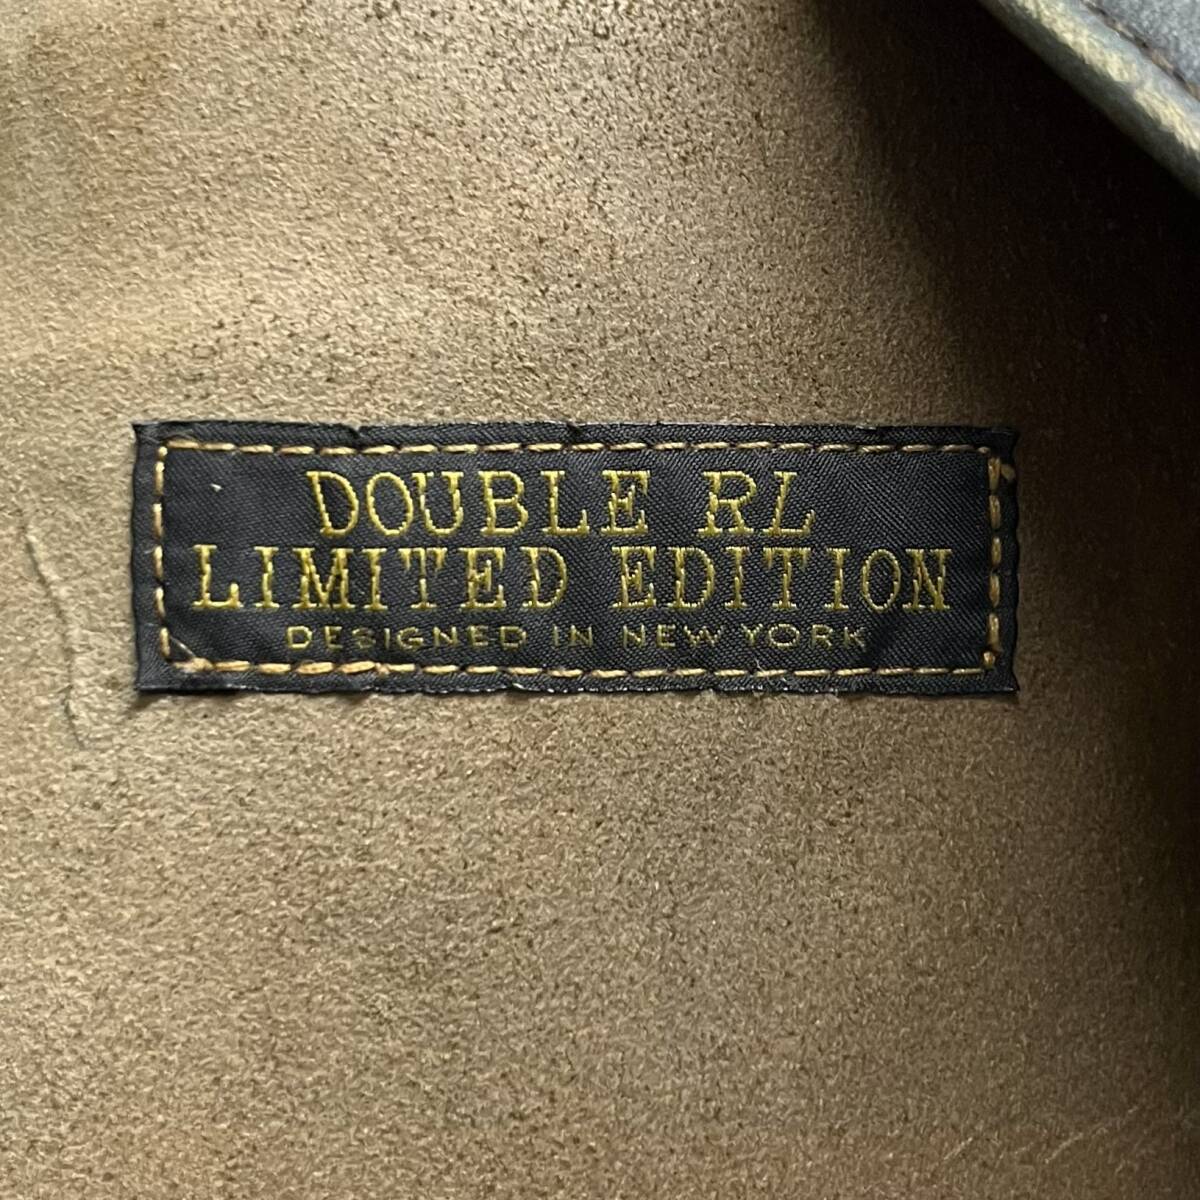 DOUBLE RL
LIMITED EDITION
DESIGNED IN NEW YORK